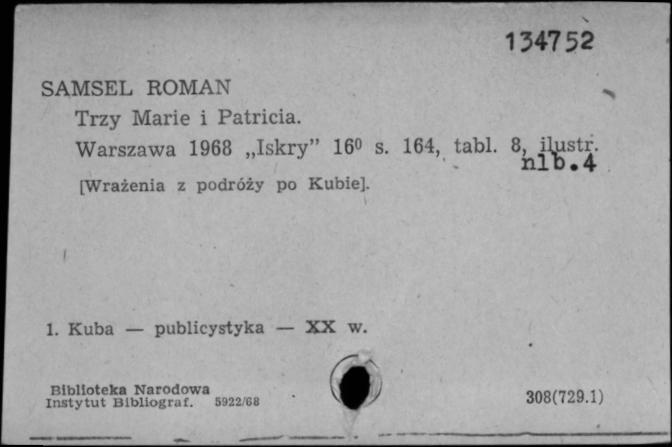 134752
SAMSEL ROMAN
Trzy Marie i Patricia.
Warszawa 1968 „Iskry” 16⁰ s. 164, tabl. 8, ilustr.
nlb.4
[Wrażenia z podróży po Kubie].
1. Kuba — publicystyka — XX w.
Biblioteka Narodowa
Instytut Bibliograf. 5922/68
308(729.1)